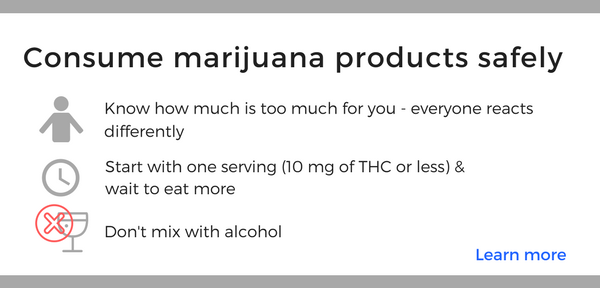 Consume marijuana products safely
Know how much is too much for you - everyone reacts
differently
Start with one serving (10 mg of THC or less) &
wait to eat more
Don't mix with alcohol
Learn more